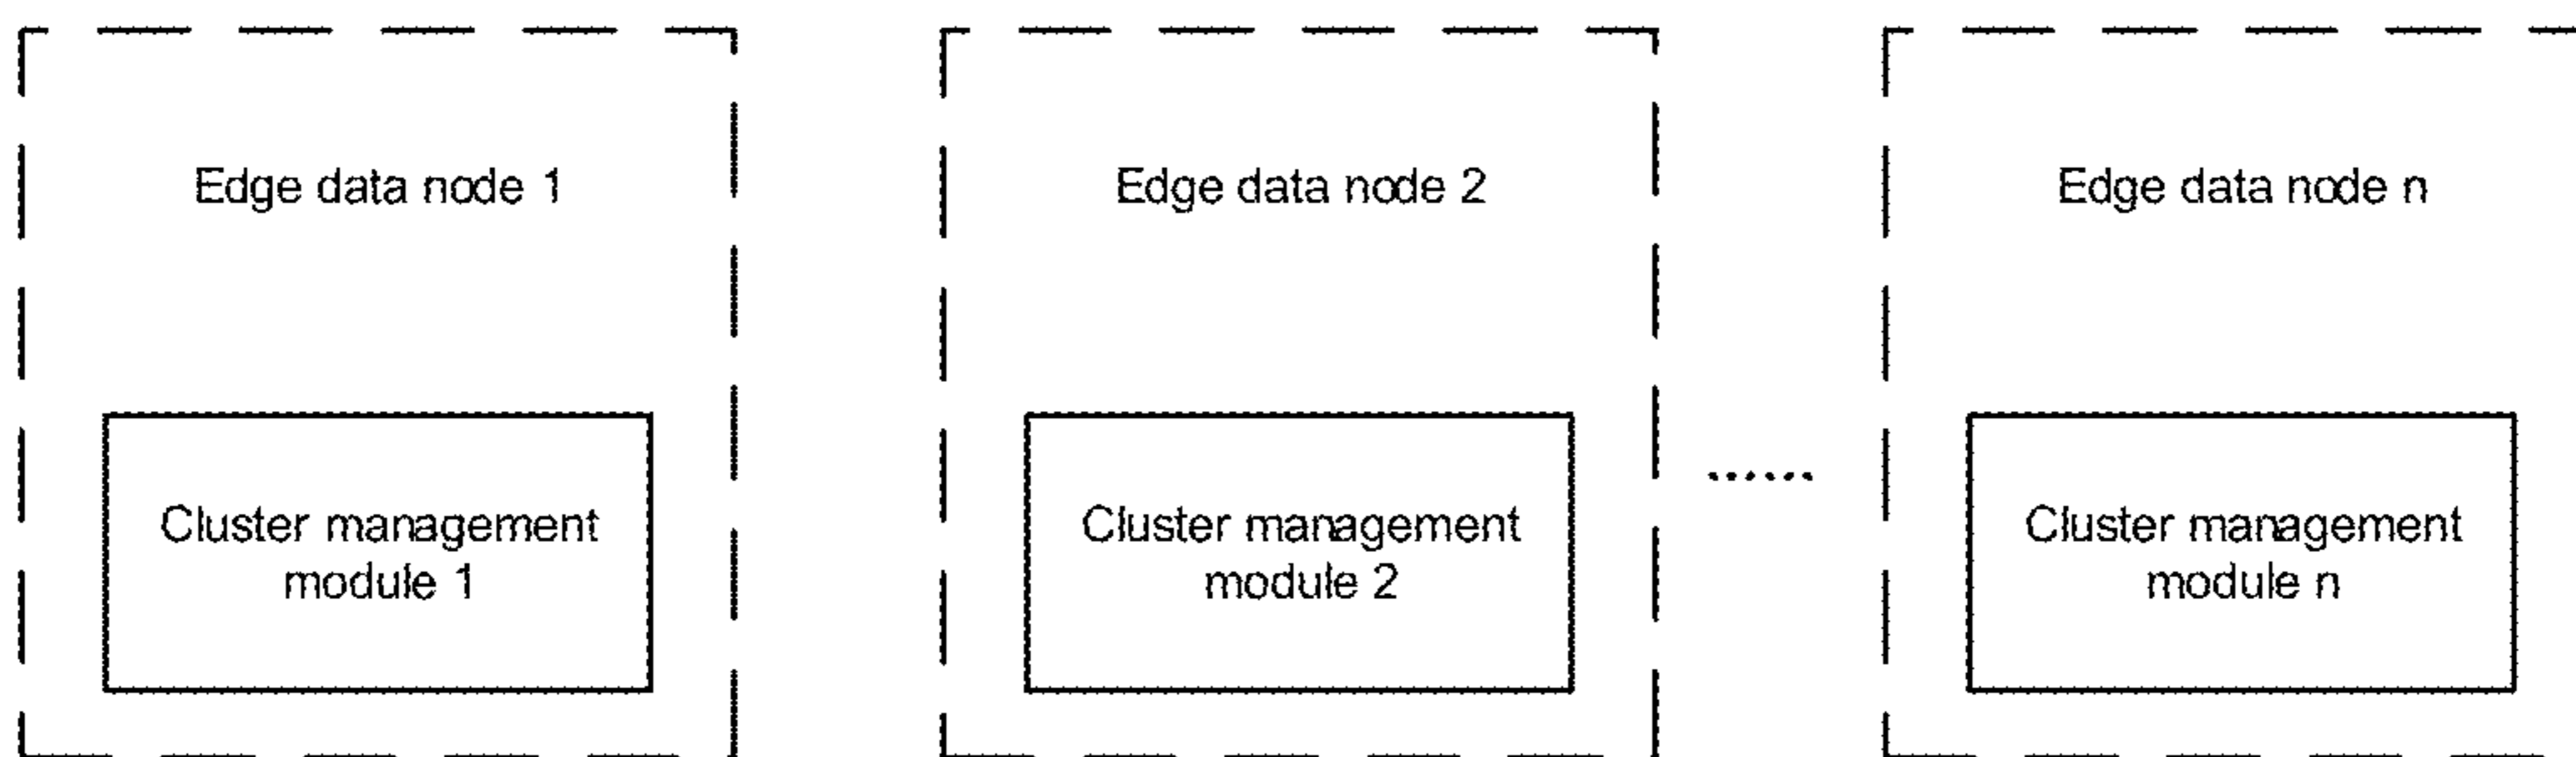 Edge data node 1
Edge data node 2
Edge data node n
Cluster management
module 1
Cluster management
module 2
......
Cluster management
module n